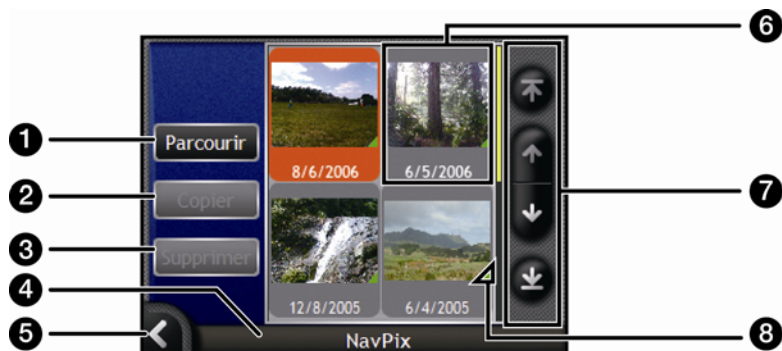 6
1 Parcourir
8/6/2006 6/5/2006
2 Copier
7
3 Supprimer
4
12/8/2005 6/4/2005
5 NavPix 8